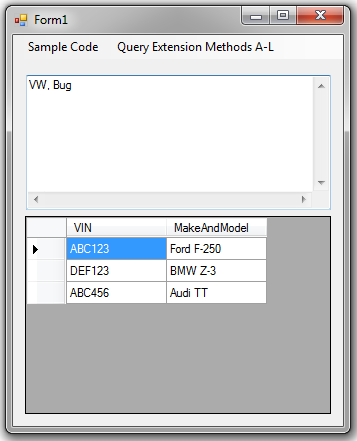 Form1
Sample Code Query Extension Methods A-L
VW, Bug
VIN MakeAndModel
ABC123 Ford F-250
DEF123 BMW Z-3
ABC456 Audi TT